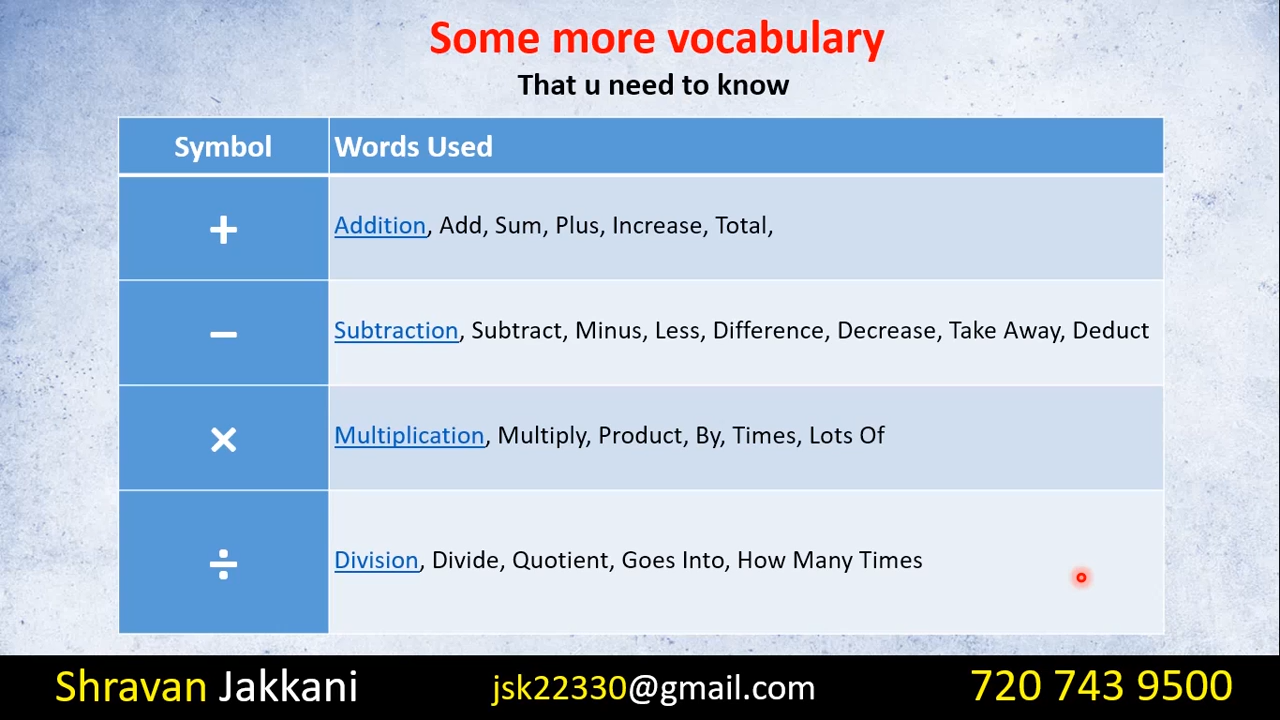 Some more vocabulary
That u need to know
Symbol Words Used
+ Addition, Add, Sum, Plus, Increase, Total,
− Subtraction, Subtract, Minus, Less, Difference, Decrease, Take Away, Deduct
× Multiplication, Multiply, Product, By, Times, Lots Of
÷ Division, Divide, Quotient, Goes Into, How Many Times
Shravan Jakkani jsk22330@gmail.com 720 743 9500